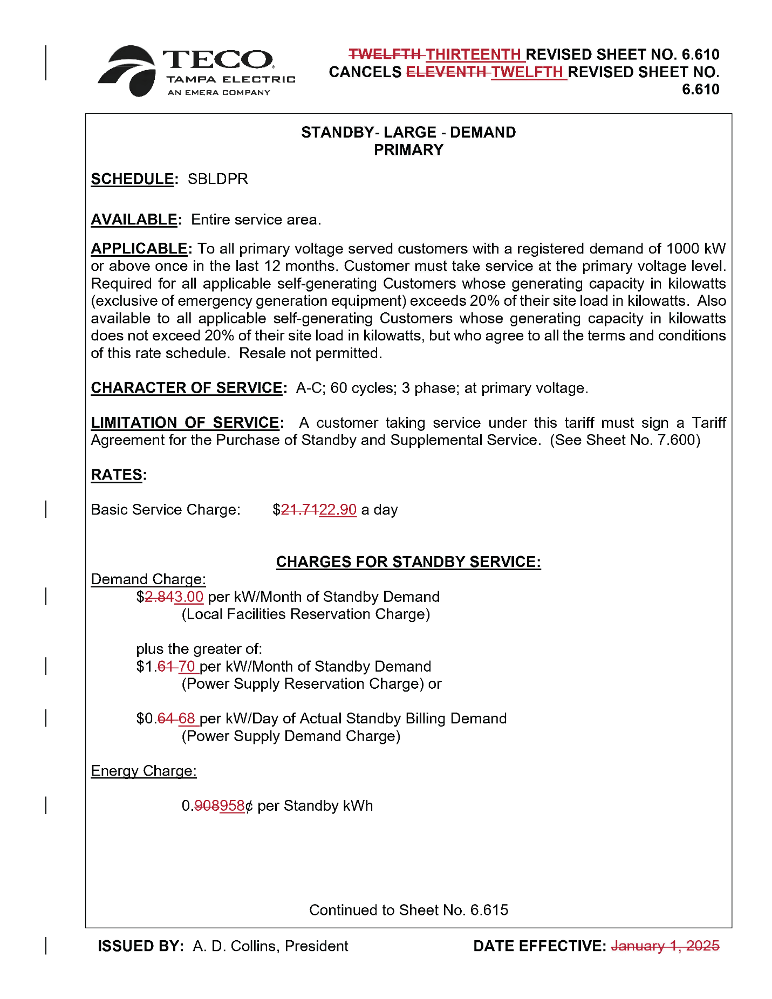 TECO.
TAMPA ELECTRIC
AN EMERA COMPANY
TWELFTH THIRTEENTH REVISED SHEET NO. 6.610
CANCELS ELEVENTH TWELFTH REVISED SHEET NO.
6.610
STANDBY- LARGE - DEMAND
PRIMARY
SCHEDULE: SBLDPR
AVAILABLE: Entire service area.
APPLICABLE: To all primary voltage served customers with a registered demand of 1000 kW
or above once in the last 12 months. Customer must take service at the primary voltage level.
Required for all applicable self-generating Customers whose generating capacity in kilowatts
(exclusive of emergency generation equipment) exceeds 20% of their site load in kilowatts. Also
available to all applicable self-generating Customers whose generating capacity in kilowatts
does not exceed 20% of their site load in kilowatts, but who agree to all the terms and conditions
of this rate schedule. Resale not permitted.
CHARACTER OF SERVICE: A-C; 60 cycles; 3 phase; at primary voltage.
LIMITATION OF SERVICE: A customer taking service under this tariff must sign a Tariff
Agreement for the Purchase of Standby and Supplemental Service. (See Sheet No. 7.600)
RATES:
Basic Service Charge: $21.7122.90 a day
CHARGES FOR STANDBY SERVICE:
Demand Charge:
$2.843.00 per kW/Month of Standby Demand
(Local Facilities Reservation Charge)
plus the greater of:
$1.61 70 per kW/Month of Standby Demand
(Power Supply Reservation Charge) or
$0.64 68 per kW/Day of Actual Standby Billing Demand
(Power Supply Demand Charge)
Energy Charge:
0.908958¢ per Standby kWh
Continued to Sheet No. 6.615
ISSUED BY: A. D. Collins, President DATE EFFECTIVE: January 1, 2025